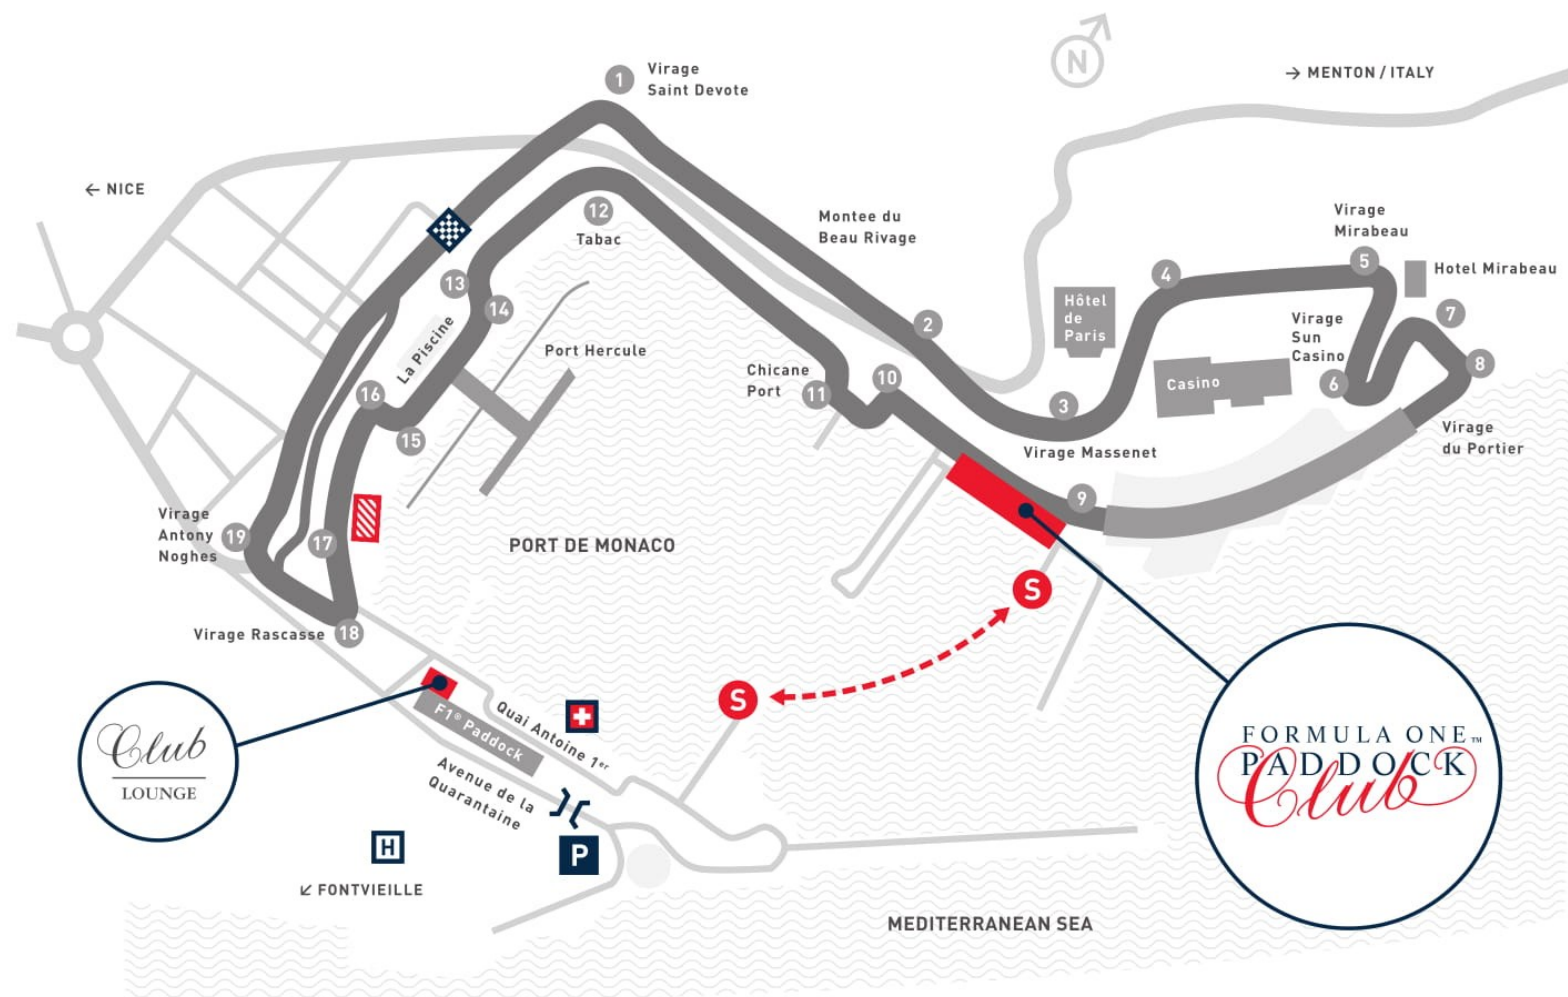 N
→ MENTON / ITALY
1
Virage
Saint Devote
← NICE
12
Tabac
Montee du
Beau Rivage
Virage
Mirabeau
5
Hotel Mirabeau
4
13
14
La Piscine
Port Hercule
2
Hôtel
de
Paris
Virage
Sun
Casino
6
7
8
Casino
Chicane
Port
11
10
3
Virage Massenet
16
15
Virage
du Portier
9
Virage
Antony
Noghes
19
17
PORT DE MONACO
S
Virage Rascasse
18
S
Club
LOUNGE
F1® Paddock
Quai Antoine 1er
Avenue de la
Quarantaine
FORMULA ONE™
PADDOCK
Club
H
P
↙ FONTVIEILLE
MEDITERRANEAN SEA